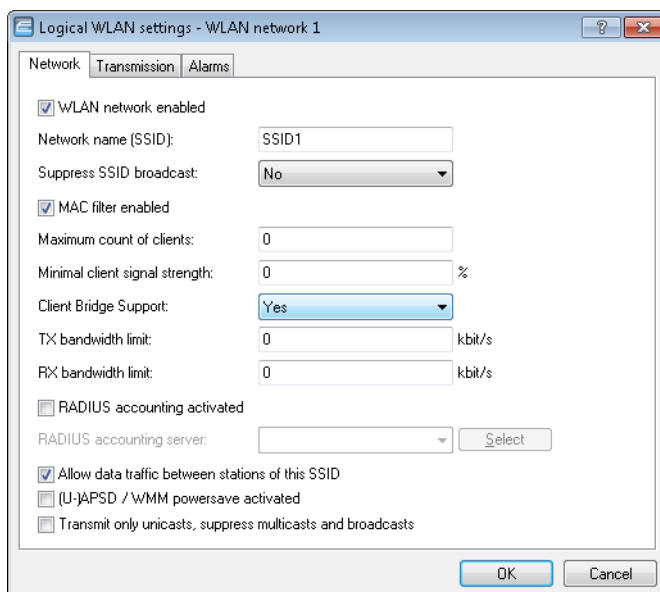 Logical WLAN settings - WLAN network 1
Network Transmission Alarms
WLAN network enabled
Network name (SSID): SSID1
Suppress SSID broadcast: No
MAC filter enabled
Maximum count of clients: 0
Minimal client signal strength: 0 %
Client Bridge Support: Yes
TX bandwidth limit: 0 kbit/s
RX bandwidth limit: 0 kbit/s
RADIUS accounting activated
RADIUS accounting server: Select
Allow data traffic between stations of this SSID
(U-)APSD / WMM powersave activated
Transmit only unicasts, suppress multicasts and broadcasts
OK Cancel